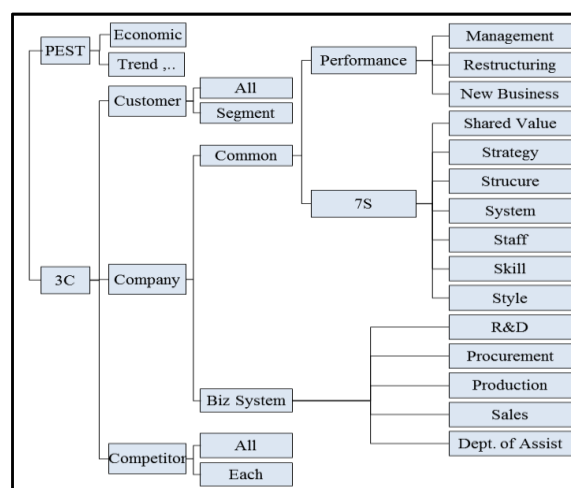 PEST
Economic
Trend ,..
3C
Customer
All
Segment
Company
Common
Performance
Management
Restructuring
New Business
7S
Shared Value
Strategy
Strucure
System
Staff
Skill
Style
Biz System
R&D
Procurement
Production
Sales
Dept. of Assist
Competitor
All
Each